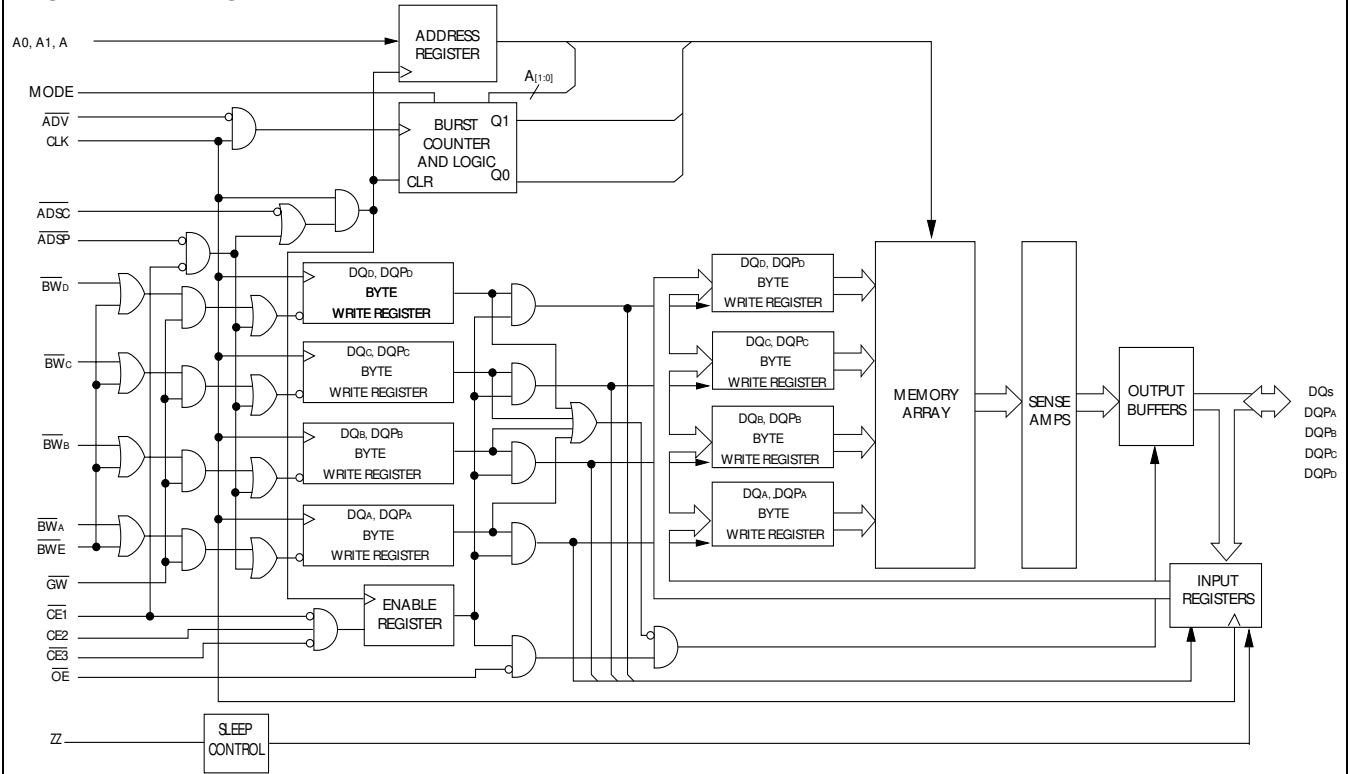 A0, A1, A
ADDRESS
REGISTER
MODE
A[1:0]
ADV
CLK
BURST
COUNTER
AND LOGIC
CLR
Q1
Q0
ADSC
ADSP
BWD
DQD, DQPD
BYTE
WRITE REGISTER
DQD, DQPD
BYTE
WRITE REGISTER
BWC
DQC, DQPC
BYTE
WRITE REGISTER
DQC, DQPC
BYTE
WRITE REGISTER
BWB
DQB, DQPB
BYTE
WRITE REGISTER
DQB, DQPB
BYTE
WRITE REGISTER
BWA
BWE
DQA, DQPA
BYTE
WRITE REGISTER
DQA, DQPA
BYTE
WRITE REGISTER
MEMORY
ARRAY
SENSE
AMPS
OUTPUT
BUFFERS
DQs
DQPA
DQPB
DQPC
DQPD
GW
CE1
CE2
CE3
OE
ENABLE
REGISTER
INPUT
REGISTERS
ZZ
SLEEP
CONTROL